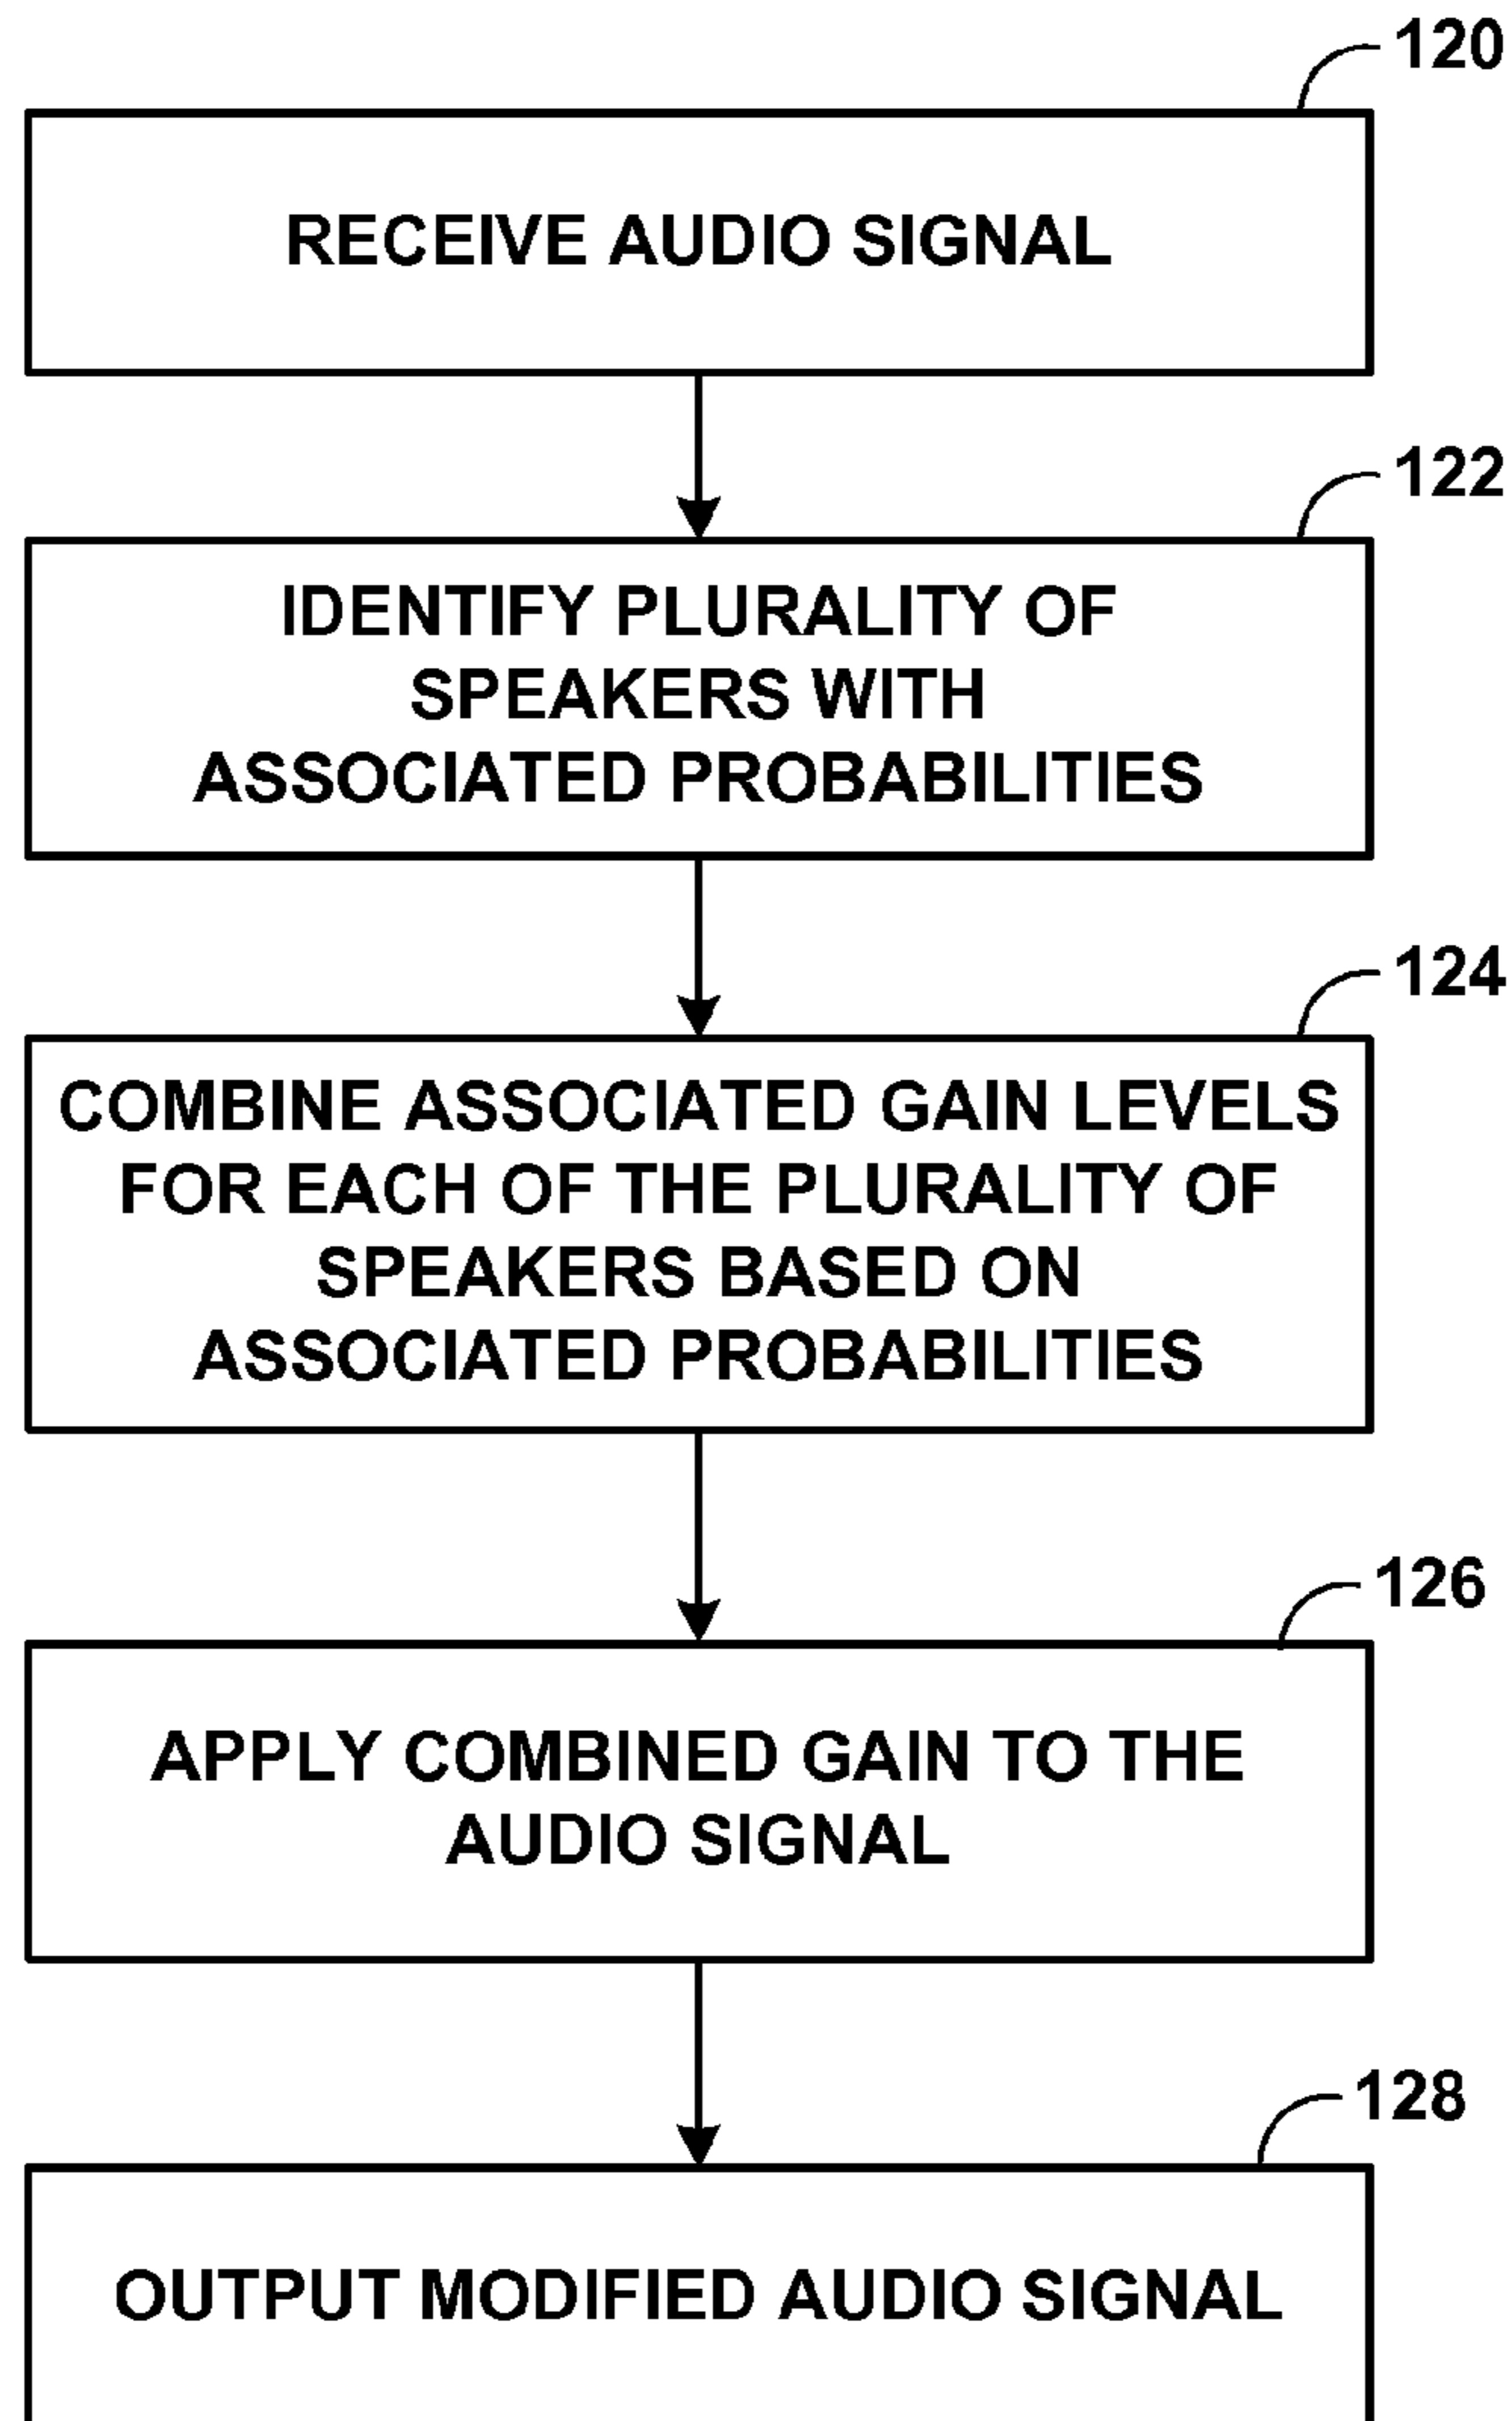 120
RECEIVE AUDIO SIGNAL
122
IDENTIFY PLURALITY OF
SPEAKERS WITH
ASSOCIATED PROBABILITIES
124
COMBINE ASSOCIATED GAIN LEVELS
FOR EACH OF THE PLURALITY OF
SPEAKERS BASED ON
ASSOCIATED PROBABILITIES
126
APPLY COMBINED GAIN TO THE
AUDIO SIGNAL
128
OUTPUT MODIFIED AUDIO SIGNAL